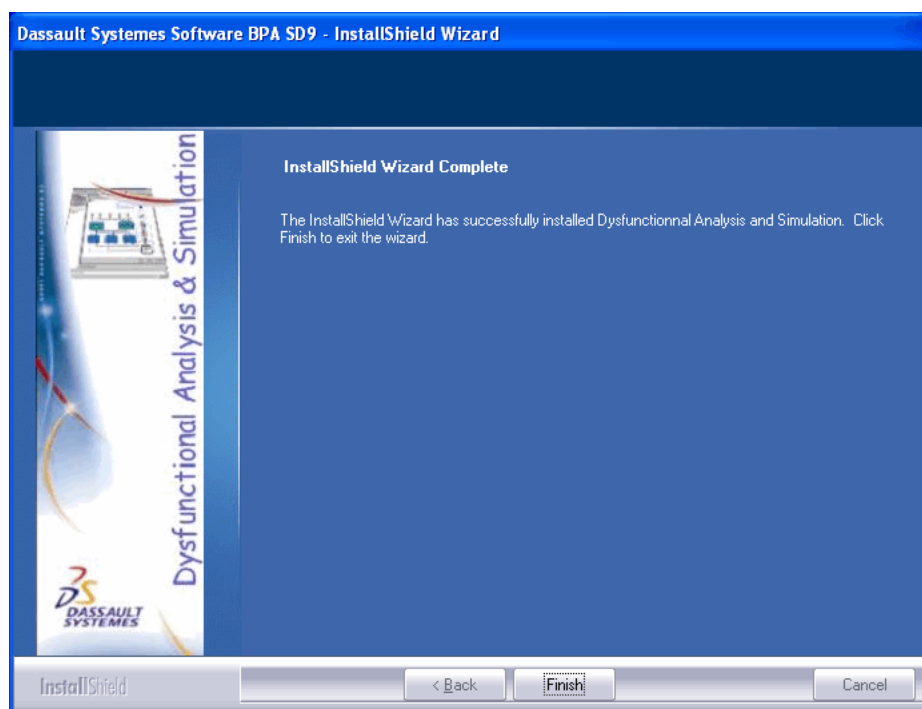 Dassault Systemes Software BPA SD9 - InstallShield Wizard
Dysfunctional Analysis & Simulation
InstallShield Wizard Complete
The InstallShield Wizard has successfully installed Dysfunctionnal Analysis and Simulation. Click
Finish to exit the wizard.
DASSAULT
SYSTEMES
InstallShield
< Back
Finish
Cancel